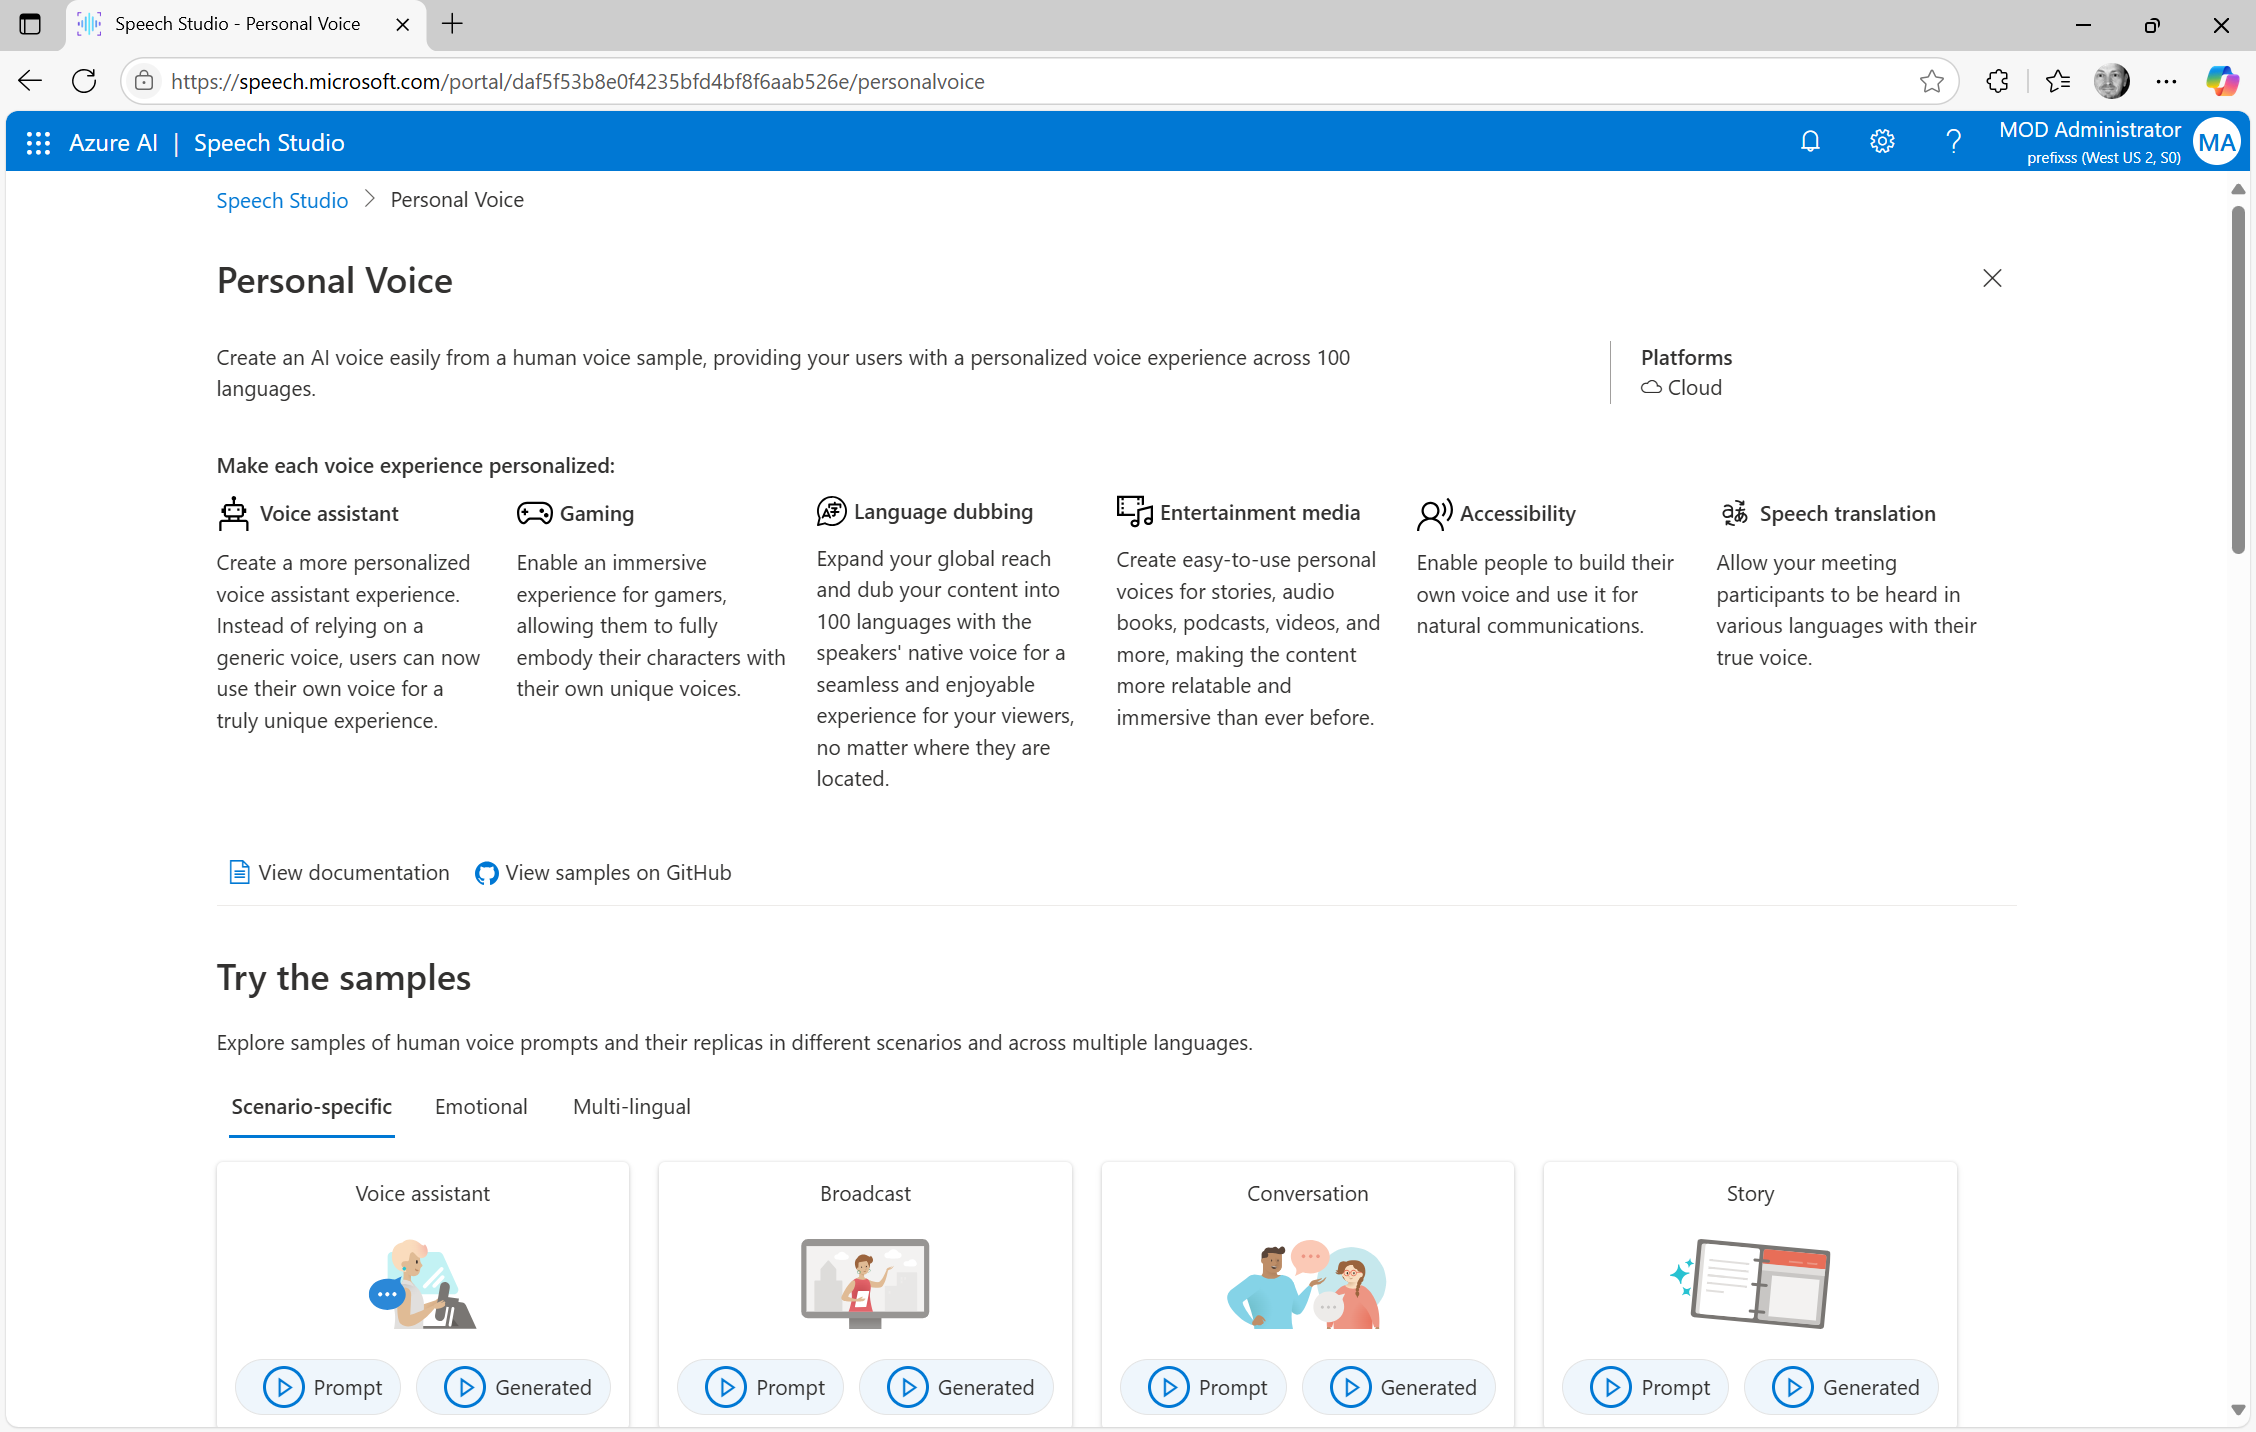 Speech Studio - Personal Voice
https://speech.microsoft.com/portal/daf5f53b8e0f4235bfd4bf8f6aab526e/personalvoice
Azure AI | Speech Studio
MOD Administrator
prefixss (West US 2, S0)
MA
Speech Studio > Personal Voice
Personal Voice
Create an AI voice easily from a human voice sample, providing your users with a personalized voice experience across 100
languages.
Platforms
Cloud
Make each voice experience personalized:
Voice assistant
Create a more personalized
voice assistant experience.
Instead of relying on a
generic voice, users can now
use their own voice for a
truly unique experience.
Gaming
Enable an immersive
experience for gamers,
allowing them to fully
embody their characters with
their own unique voices.
Language dubbing
Expand your global reach
and dub your content into
100 languages with the
speakers' native voice for a
seamless and enjoyable
experience for your viewers,
no matter where they are
located.
Entertainment media
Create easy-to-use personal
voices for stories, audio
books, podcasts, videos, and
more, making the content
more relatable and
immersive than ever before.
Accessibility
Enable people to build their
own voice and use it for
natural communications.
Speech translation
Allow your meeting
participants to be heard in
various languages with their
true voice.
View documentation
View samples on GitHub
Try the samples
Explore samples of human voice prompts and their replicas in different scenarios and across multiple languages.
Scenario-specific
Emotional
Multi-lingual
Voice assistant
Prompt
Generated
Broadcast
Prompt
Generated
Conversation
Prompt
Generated
Story
Prompt
Generated